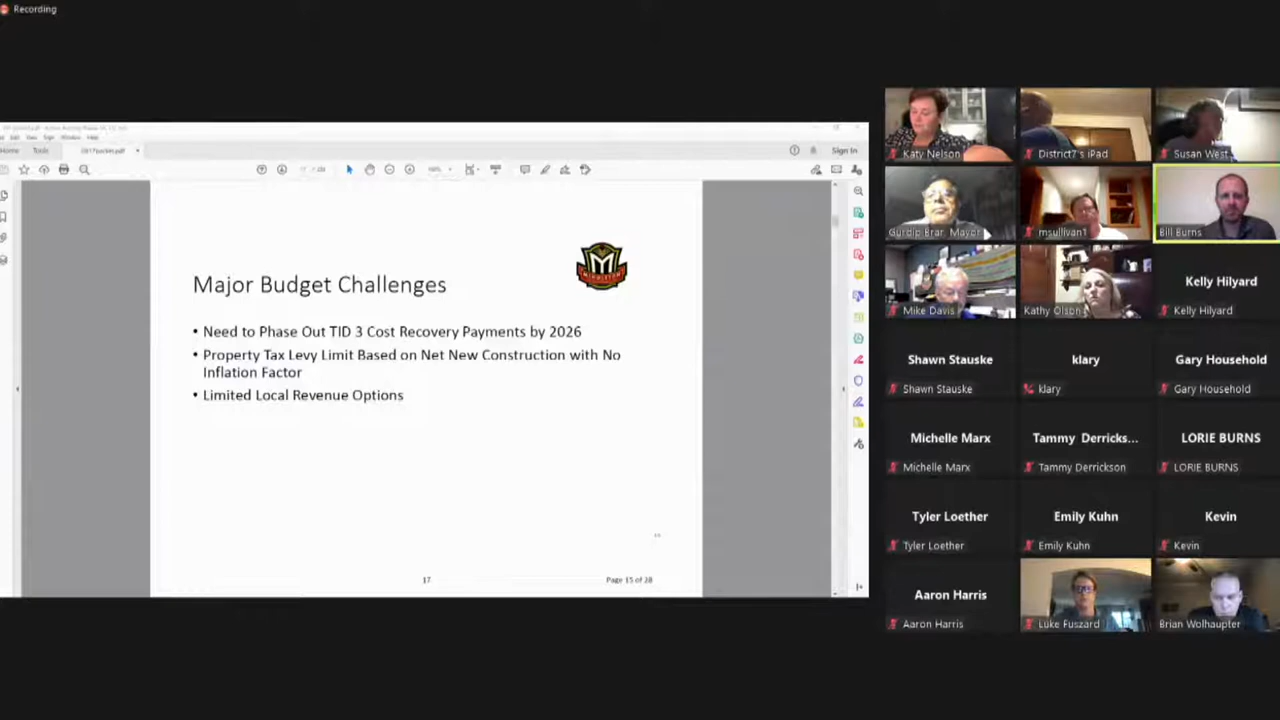 Recording
Home
Tools
Sign In
Major Budget Challenges
• Need to Phase Out TID 3 Cost Recovery Payments by 2026
• Property Tax Levy Limit Based on Net New Construction with No
Inflation Factor
• Limited Local Revenue Options
17
Page 15 of 28
Katy Nelson
District7's iPad
Susan West
Gurdip Brar, Mayor
msullivan1
Bill Burns
Mike Davis
Kathy Olson
Kelly Hilyard
Kelly Hilyard
Shawn Stauske
klary
Gary Household
Shawn Stauske
klary
Gary Household
Michelle Marx
Tammy Derricks...
LORIE BURNS
Michelle Marx
Tammy Derrickson
LORIE BURNS
Tyler Loether
Emily Kuhn
Kevin
Tyler Loether
Emily Kuhn
Kevin
Aaron Harris
Aaron Harris
Luke Fuszard
Brian Wolhaupter